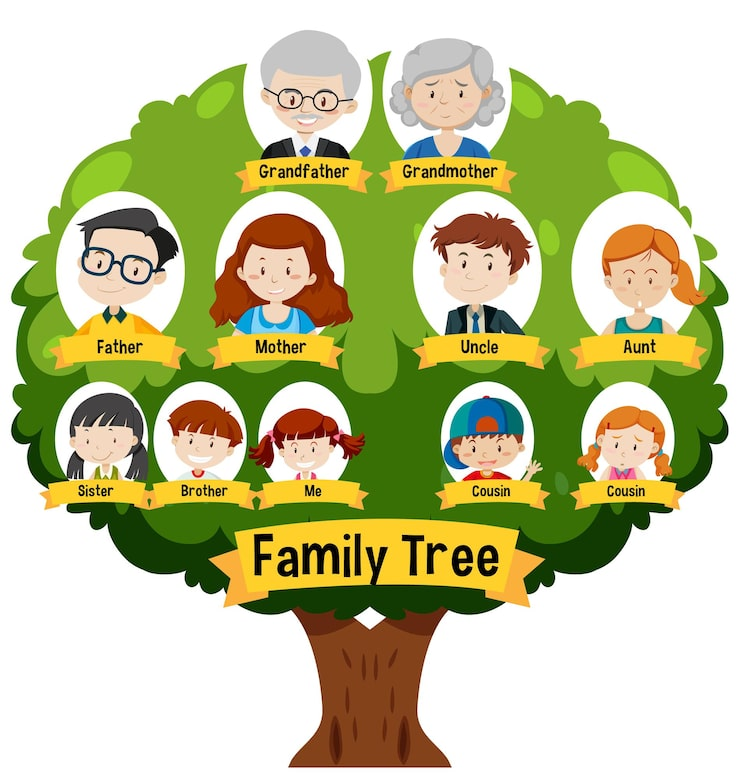 Grandfather
Grandmother
Father
Mother
Uncle
Aunt
Sister
Brother
Me
Cousin
Cousin
Family Tree